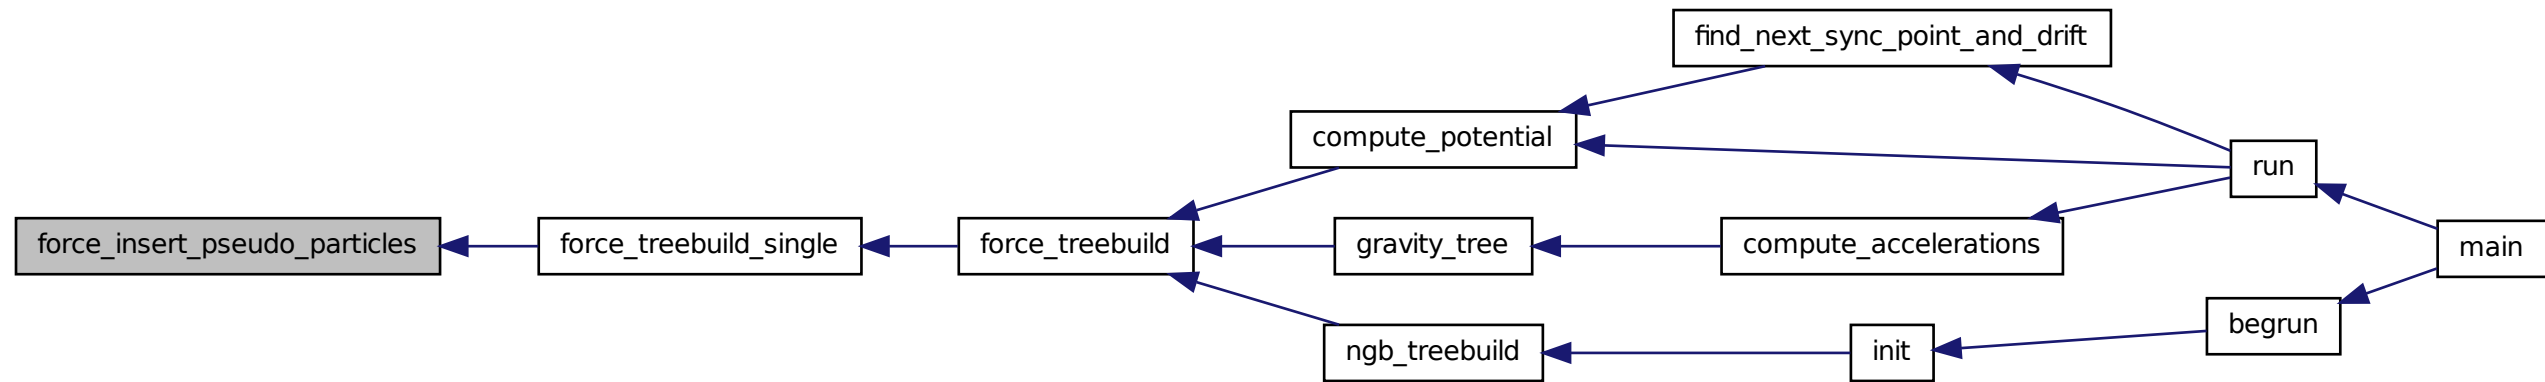 find_next_sync_point_and_drift
compute_potential
run
force_insert_pseudo_particles
force_treebuild_single
force_treebuild
gravity_tree
compute_accelerations
main
begrun
ngb_treebuild
init